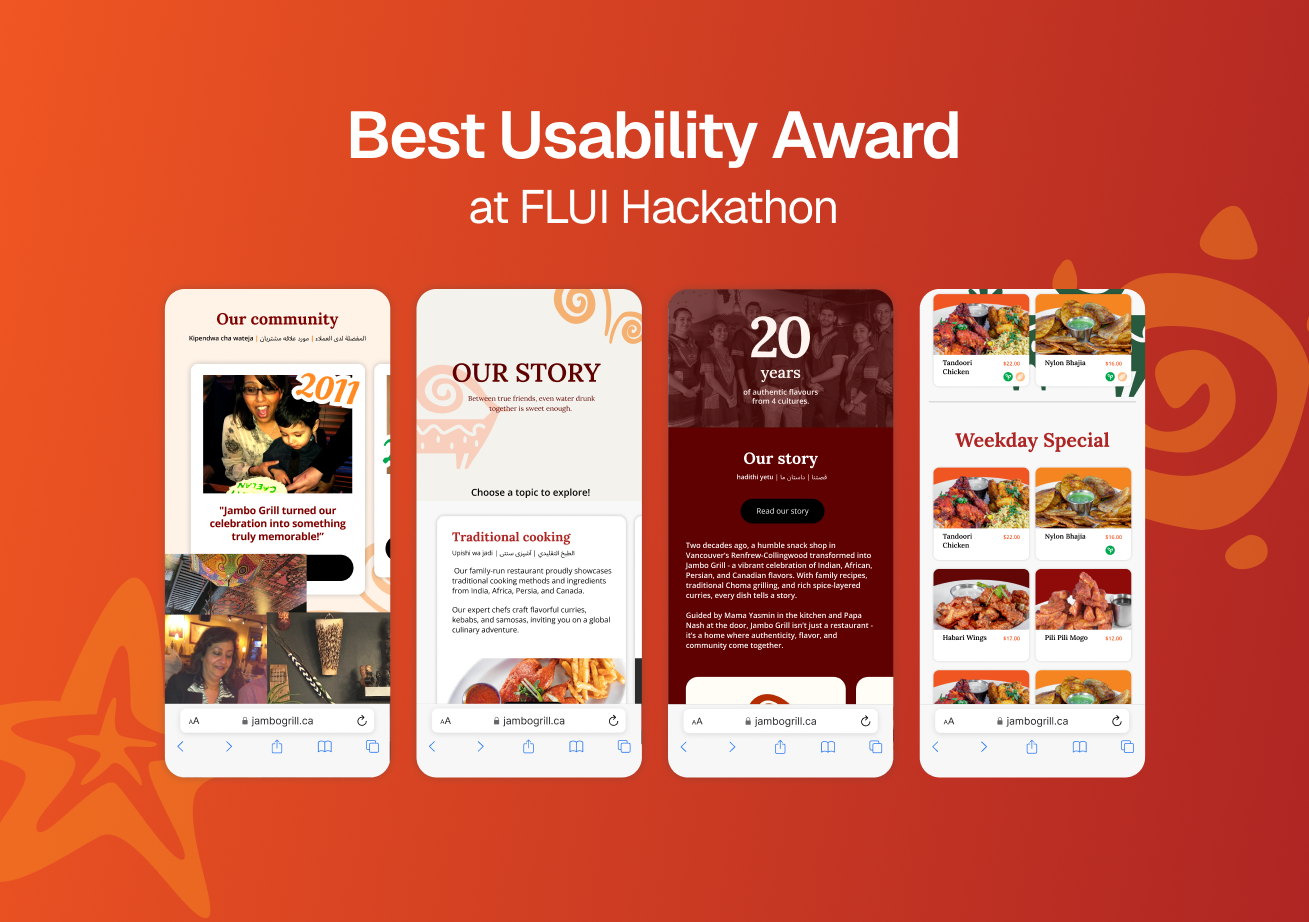 Best Usability Award
at FLUI Hackathon
Our community
Kipendwa cha wateja | مورد علاقه مشتریان | المفضلة لدى العملاء
2011
CAELAN
"Jambo Grill turned our
celebration into something
truly memorable!”
AA
jambogrill.ca
OUR STORY
Between true friends, even water drunk
together is sweet enough.
Choose a topic to explore!
Traditional cooking
Upishi wa jadi | آشپزی سنتی | الطبخ التقليدي
Our family-run restaurant proudly showcases
traditional cooking methods and ingredients
from India, Africa, Persia, and Canada.
Our expert chefs craft flavorful curries,
kebabs, and samosas, inviting you on a global
culinary adventure.
AA
jambogrill.ca
20
years
of authentic flavours
from 4 cultures.
Our story
hadithi yetu | داستان ما | قصتنا
Read our story
Two decades ago, a humble snack shop in
Vancouver's Renfrew-Collingwood transformed into
Jambo Grill - a vibrant celebration of Indian, African,
Persian, and Canadian flavors. With family recipes,
traditional Choma grilling, and rich spice-layered
curries, every dish tells a story.
Guided by Mama Yasmin in the kitchen and Papa
Nash at the door, Jambo Grill isn’t just a restaurant -
it’s a home where authenticity, flavor, and
community come together.
AA
jambogrill.ca
Tandoori
Chicken
$22.00
Nylon Bhajia
$16.00
Weekday Special
Tandoori
Chicken
$22.00
Nylon Bhajia
$16.00
Habari Wings
$17.00
Pili Pili Mogo
$12.00
AA
jambogrill.ca